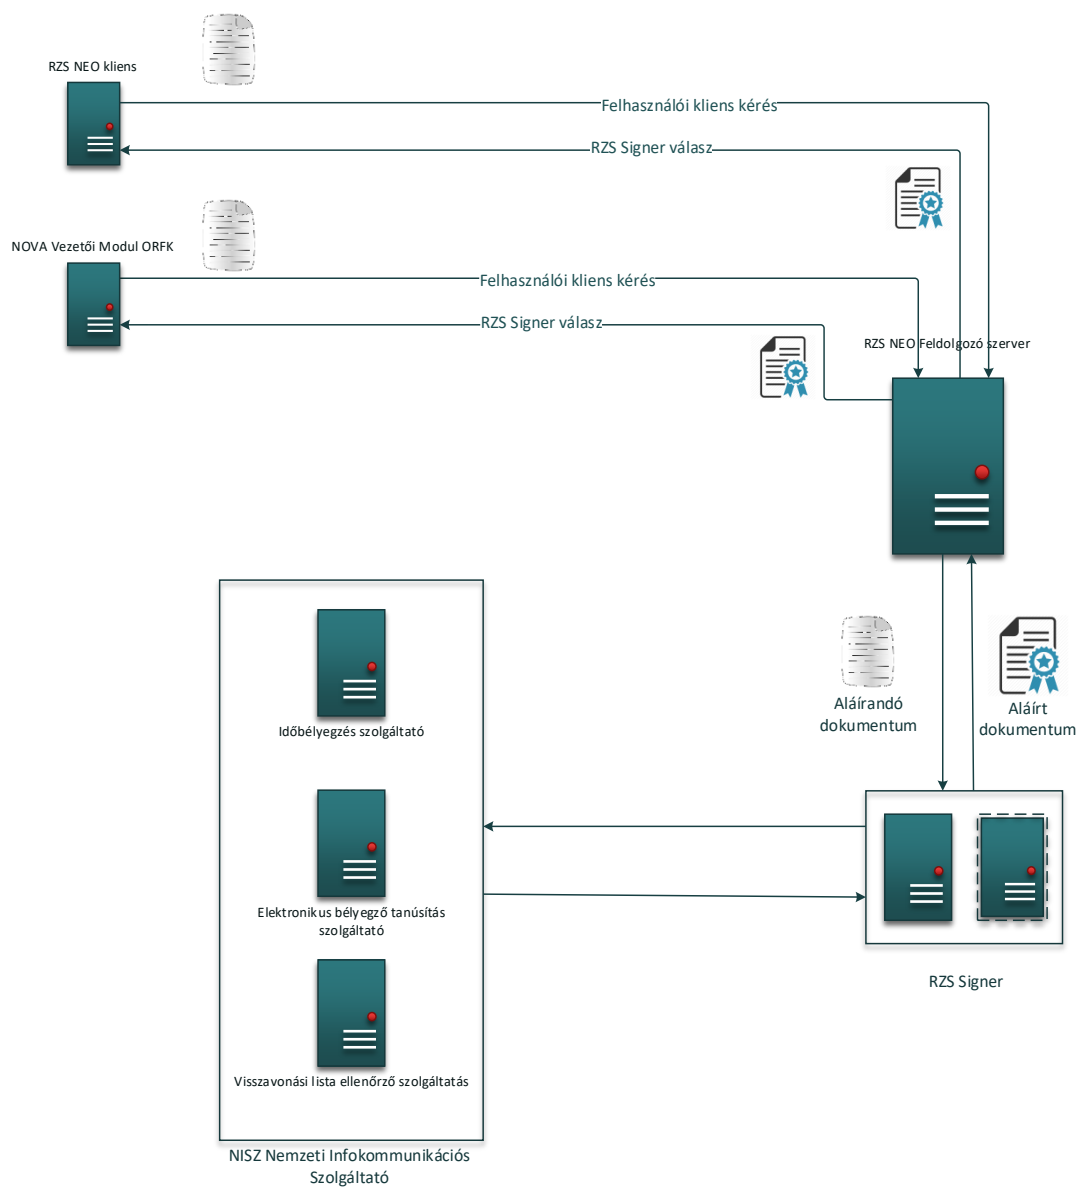 RZS NEO kliens
Felhasználói kliens kérés
RZS Signer válasz
NOVA Vezetői Modul ORFK
Felhasználói kliens kérés
RZS Signer válasz
RZS NEO Feldolgozó szerver
Aláírandó
dokumentum
Aláírt
dokumentum
Időbélyegzés szolgáltató
Elektronikus bélyegző tanúsítás
szolgáltató
RZS Signer
Visszavonási lista ellenőrző szolgáltatás
NISZ Nemzeti Infokommunikációs
Szolgáltató